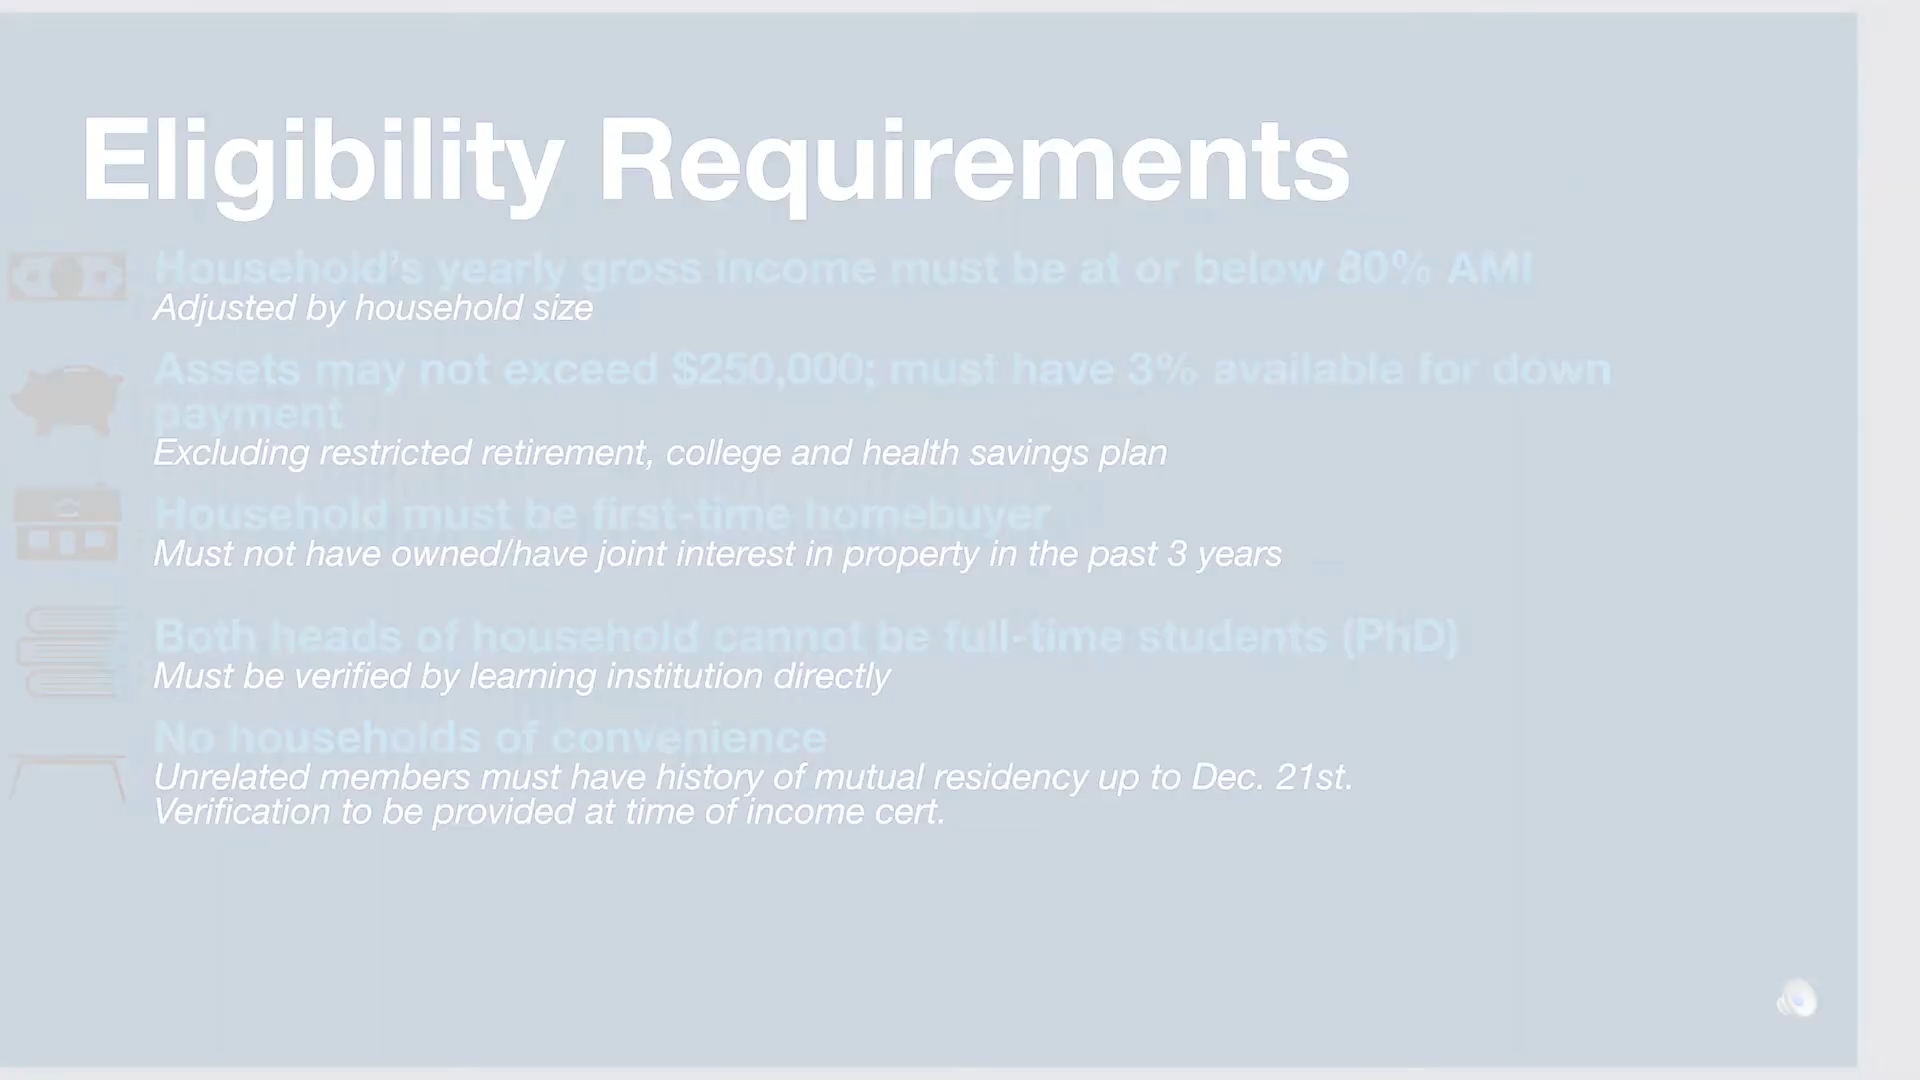 Eligibility Requirements
Household's yearly gross income must be at or below 80% AMI
Adjusted by household size
Assets may not exceed $250,000; must have 3% available for down
payment
Excluding restricted retirement, college and health savings plan
Household must be first-time homebuyer
Must not have owned/have joint interest in property in the past 3 years
Both heads of household cannot be full-time students (PhD)
Must be verified by learning institution directly
No households of convenience
Unrelated members must have history of mutual residency up to Dec. 21st.
Verification to be provided at time of income cert.